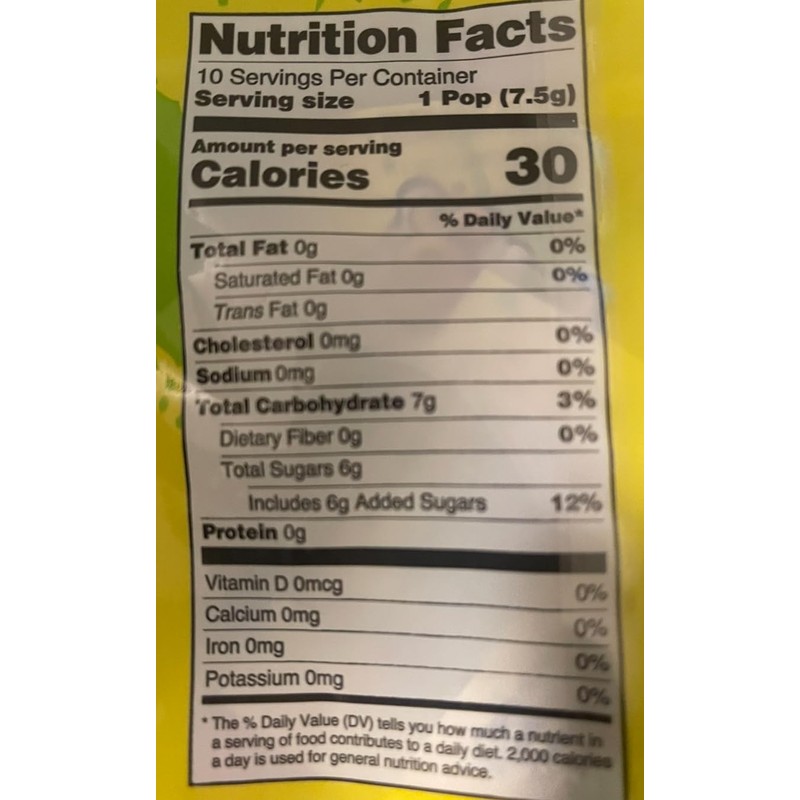 Nutrition Facts
10 Servings Per Container
Serving size 1 Pop (7.5g)
Amount per serving
Calories 30
% Daily Value*
Total Fat 0g 0%
Saturated Fat 0g 0%
Trans Fat 0g
Cholesterol 0mg 0%
Sodium 0mg 0%
Total Carbohydrate 7g 3%
Dietary Fiber 0g 0%
Total Sugars 6g
Includes 6g Added Sugars 12%
Protein 0g
Vitamin D 0mcg 0%
Calcium 0mg 0%
Iron 0mg 0%
Potassium 0mg 0%
* The % Daily Value (DV) tells you how much a nutrient in
a serving of food contributes to a daily diet. 2,000 calories
a day is used for general nutrition advice.